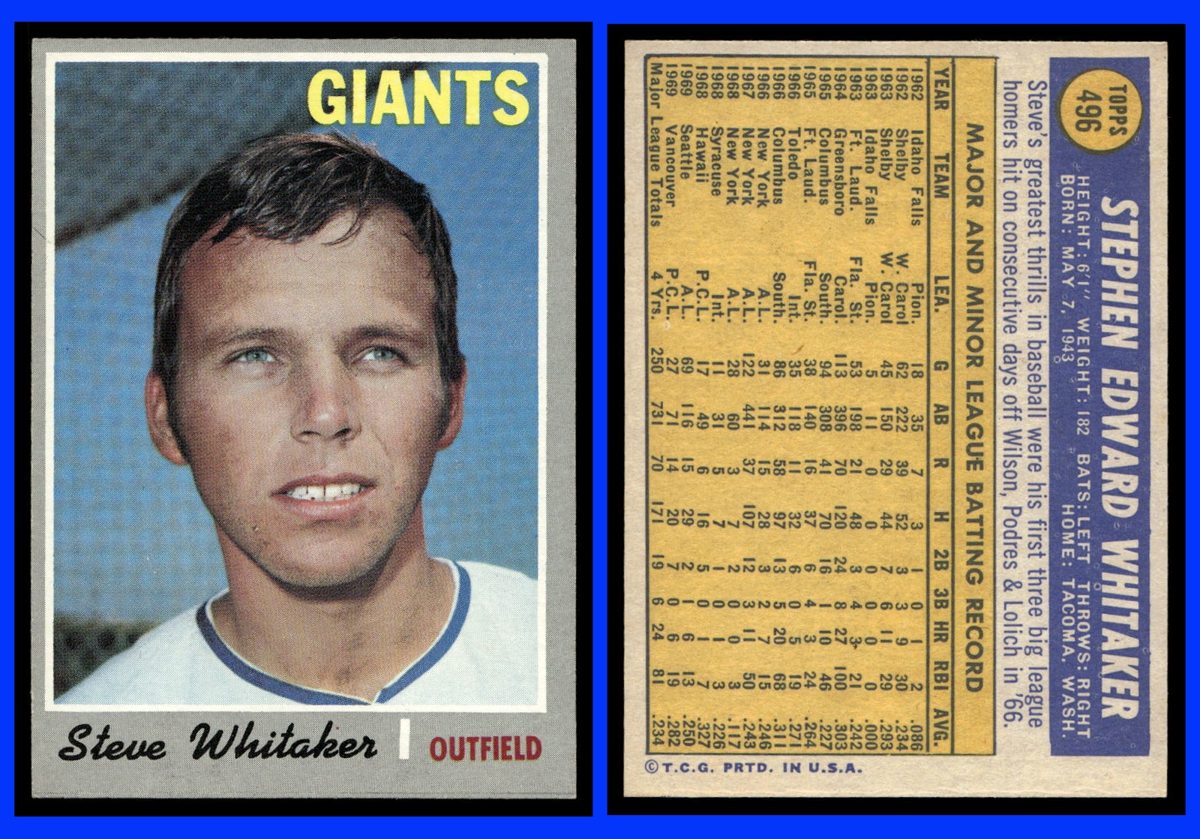 GIANTS
Steve Whitaker | OUTFIELD
TOPPS
496
STEPHEN EDWARD WHITAKER
HEIGHT: 6'1" WEIGHT: 182 BATS: LEFT THROWS: RIGHT
BORN: MAY 7, 1943 HOME: TACOMA, WASH.
Steve's greatest thrills in baseball were his first three big league
homers hit on consecutive days off Wilson, Podres & Lolich in '66.
MAJOR AND MINOR LEAGUE BATTING RECORD
YEAR TEAM LEA. G AB R H 2B 3B HR RBI AVG.
1962 Idaho Falls Pion. 18 35 7 3 1 0 1 2 .086
1962 Shelby W. Carol 62 222 39 52 3 3 9 30 .234
1963 Shelby W. Carol 45 150 29 44 7 6 11 29 .293
1963 Idaho Falls Pion. 5 11 0 0 0 0 0 0 .000
1963 Ft. Laud. Fla. St. 53 198 21 48 3 4 3 21 .242
1964 Greensboro Carol. 113 396 70 120 24 8 27 100 .303
1965 Columbus South. 94 308 41 70 16 1 10 46 .227
1965 Ft. Laud. Fla. St. 38 140 16 37 6 4 3 24 .264
1966 Toledo Int. 35 118 11 32 6 0 5 19 .271
1966 Columbus South. 86 312 58 97 13 5 20 68 .311
1966 New York A.L. 31 114 15 28 3 2 7 15 .246
1967 New York A.L. 122 441 37 107 12 3 11 50 .243
1968 New York A.L. 28 60 3 7 2 0 0 3 .117
1968 Syracuse Int. 11 31 5 7 1 0 1 3 .226
1968 Hawaii P.C.L. 17 49 6 16 5 0 1 7 .327
1969 Seattle A.L. 69 116 15 29 2 1 6 13 .250
1969 Vancouver P.C.L. 27 71 14 20 7 0 1 19 .282
Major League Totals 4 Yrs. 250 731 70 171 19 6 24 81 .234
© T.C.G. PRTD. IN U.S.A.